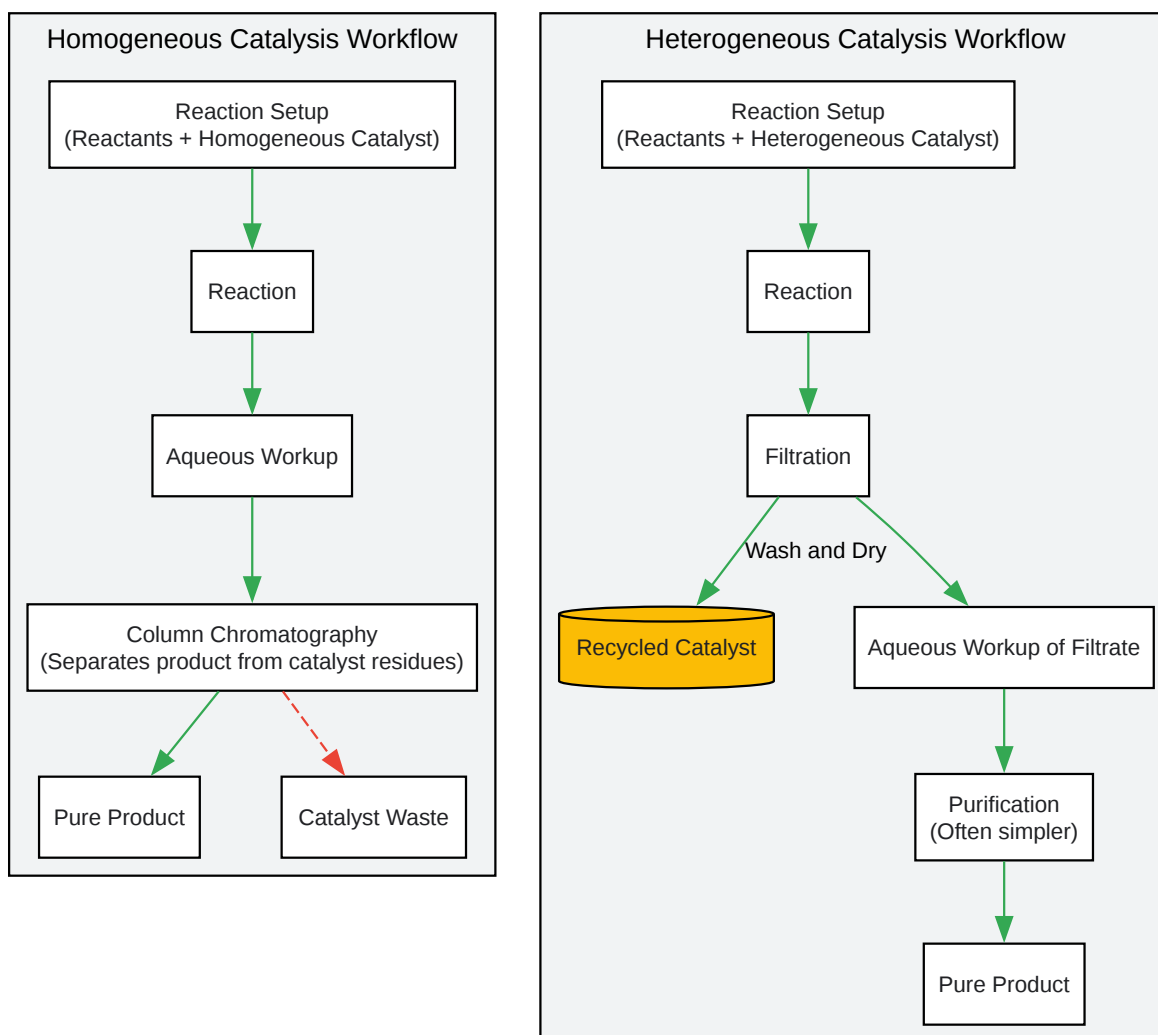 Homogeneous Catalysis Workflow
Reaction Setup
(Reactants + Homogeneous Catalyst)
Reaction
Aqueous Workup
Column Chromatography
(Separates product from catalyst residues)
Pure Product
Catalyst Waste
Heterogeneous Catalysis Workflow
Reaction Setup
(Reactants + Heterogeneous Catalyst)
Reaction
Filtration
Wash and Dry
Recycled Catalyst
Aqueous Workup of Filtrate
Purification
(Often simpler)
Pure Product